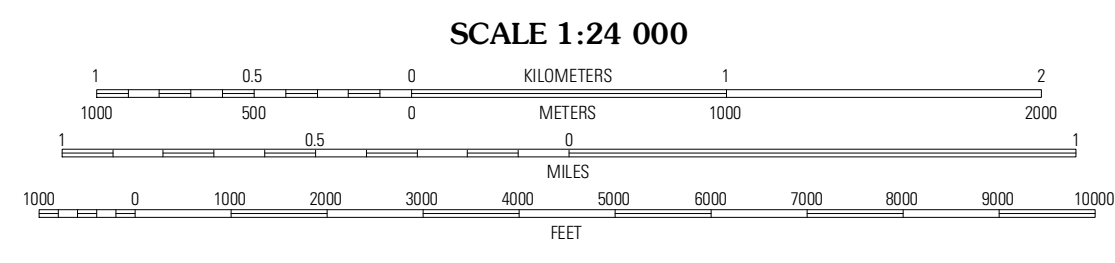 SCALE 1:24 000
1 0.5 0 KILOMETERS 1 2
1000 500 0 METERS 1000 2000
1 0.5 0 1
MILES
1000 0 1000 2000 3000 4000 5000 6000 7000 8000 9000 10000
FEET